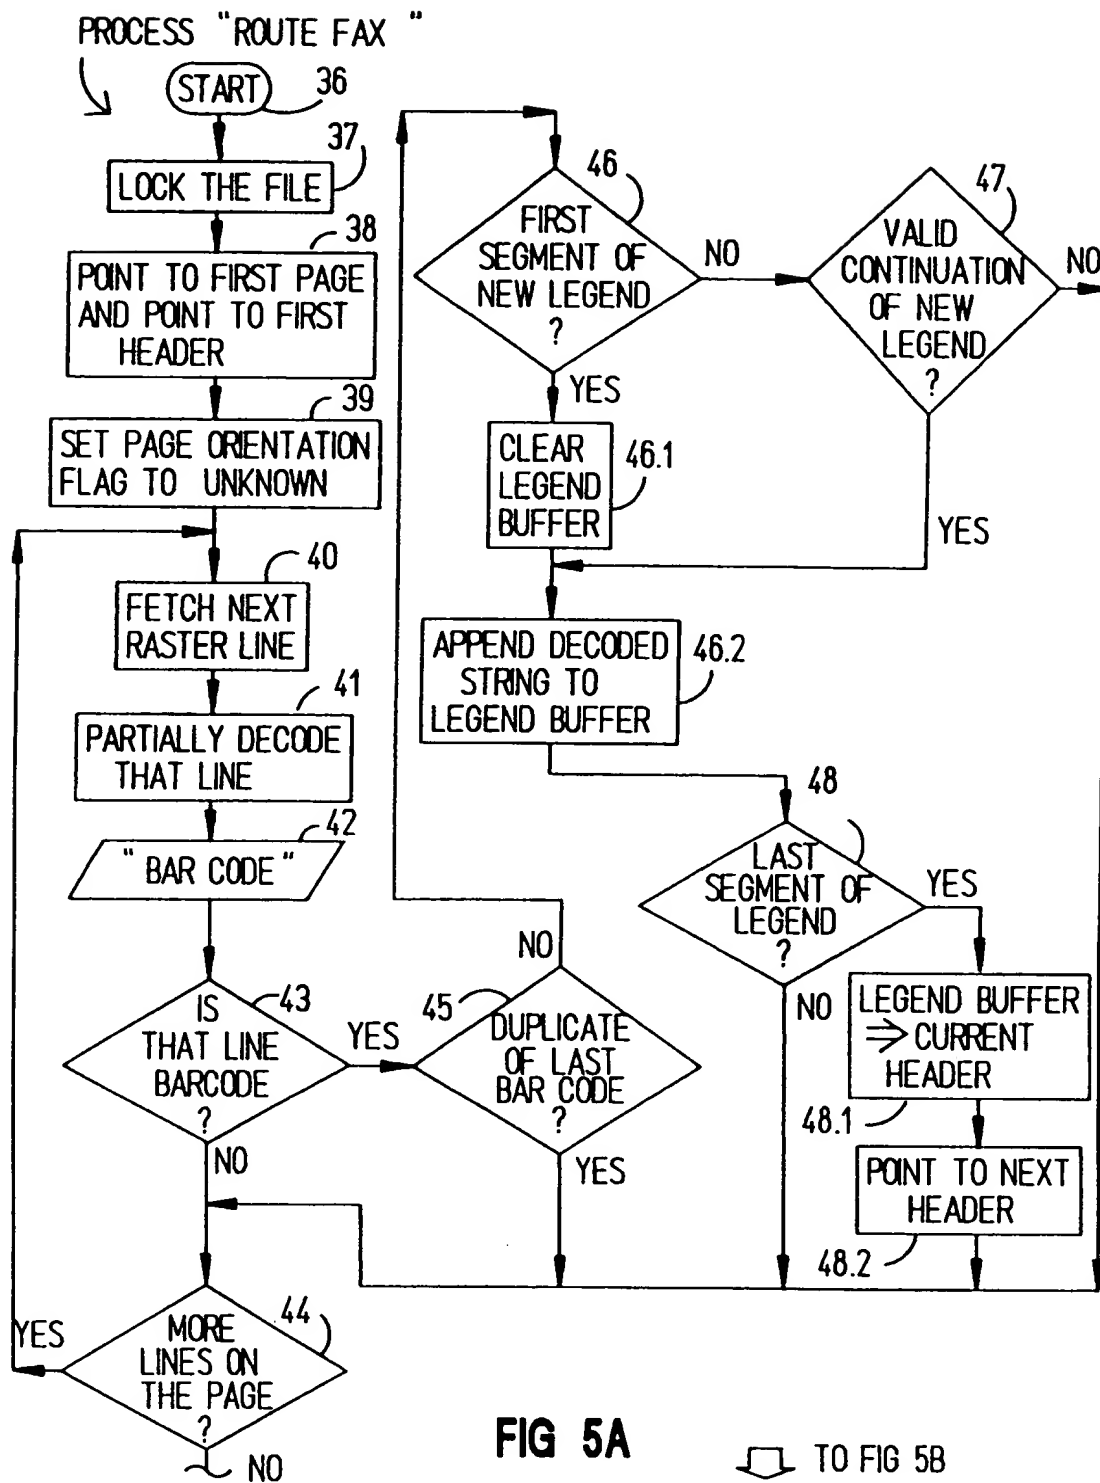 PROCESS "ROUTE FAX "
START
36
37
LOCK THE FILE
38
POINT TO FIRST PAGE
AND POINT TO FIRST
HEADER
39
SET PAGE ORIENTATION
FLAG TO UNKNOWN
40
FETCH NEXT
RASTER LINE
41
PARTIALLY DECODE
THAT LINE
42
" BAR CODE "
43
IS
THAT LINE
BARCODE
?
YES
NO
44
MORE
LINES ON
THE PAGE
?
YES
NO
45
DUPLICATE
OF LAST
BAR CODE
?
NO
YES
46
FIRST
SEGMENT OF
NEW LEGEND
?
NO
YES
47
VALID
CONTINUATION
OF NEW
LEGEND
?
NO
YES
CLEAR
LEGEND
BUFFER
46.1
APPEND DECODED
STRING TO
LEGEND BUFFER
46.2
48
LAST
SEGMENT OF
LEGEND
?
YES
NO
LEGEND BUFFER
⇒ CURRENT
HEADER
48.1
POINT TO NEXT
HEADER
48.2
FIG 5A
TO FIG 5B